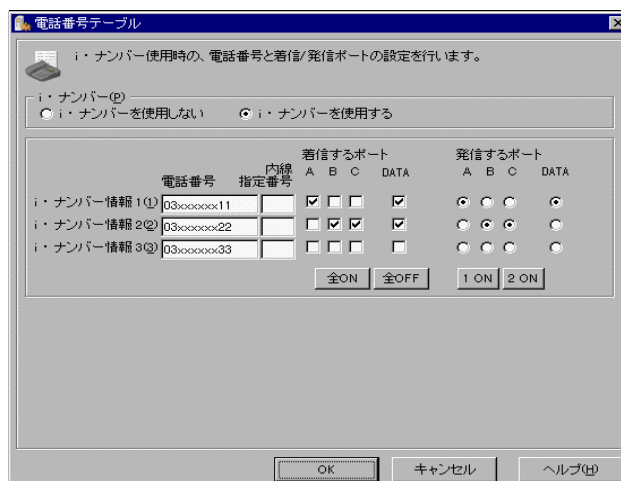 電話番号テーブル
i・ナンバー使用時の、電話番号と着信/発信ポートの設定を行います。
i・ナンバー(P)
i・ナンバーを使用しない i・ナンバーを使用する
着信するポート 発信するポート
電話番号 内線指定番号 A B C DATA A B C DATA
i・ナンバー情報1(1) 03xxxxxx11
i・ナンバー情報2(2) 03xxxxxx22
i・ナンバー情報3(3) 03xxxxxx33
全ON 全OFF 1 ON 2 ON
OK キャンセル ヘルプ(H)